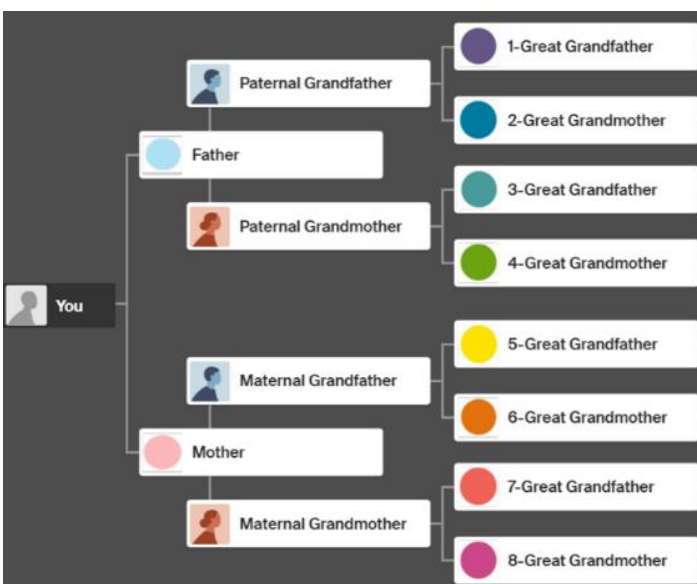 1-Great Grandfather
Paternal Grandfather
2-Great Grandmother
Father
3-Great Grandfather
Paternal Grandmother
4-Great Grandmother
You
5-Great Grandfather
Maternal Grandfather
6-Great Grandmother
Mother
7-Great Grandfather
Maternal Grandmother
8-Great Grandmother